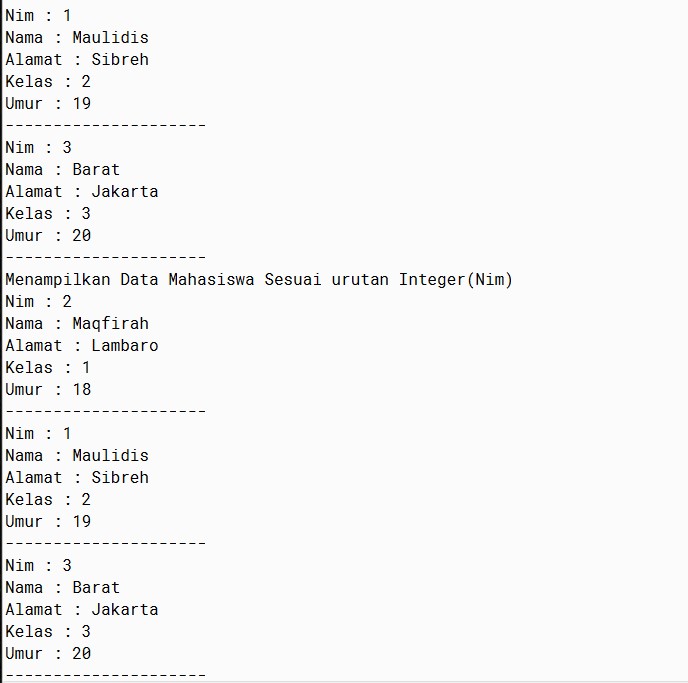 Nim : 1
Nama : Maulidis
Alamat : Sibreh
Kelas : 2
Umur : 19
---------------------
Nim : 3
Nama : Barat
Alamat : Jakarta
Kelas : 3
Umur : 20
---------------------
Menampilkan Data Mahasiswa Sesuai urutan Integer(Nim)
Nim : 2
Nama : Maqfirah
Alamat : Lambaro
Kelas : 1
Umur : 18
---------------------
Nim : 1
Nama : Maulidis
Alamat : Sibreh
Kelas : 2
Umur : 19
---------------------
Nim : 3
Nama : Barat
Alamat : Jakarta
Kelas : 3
Umur : 20
---------------------